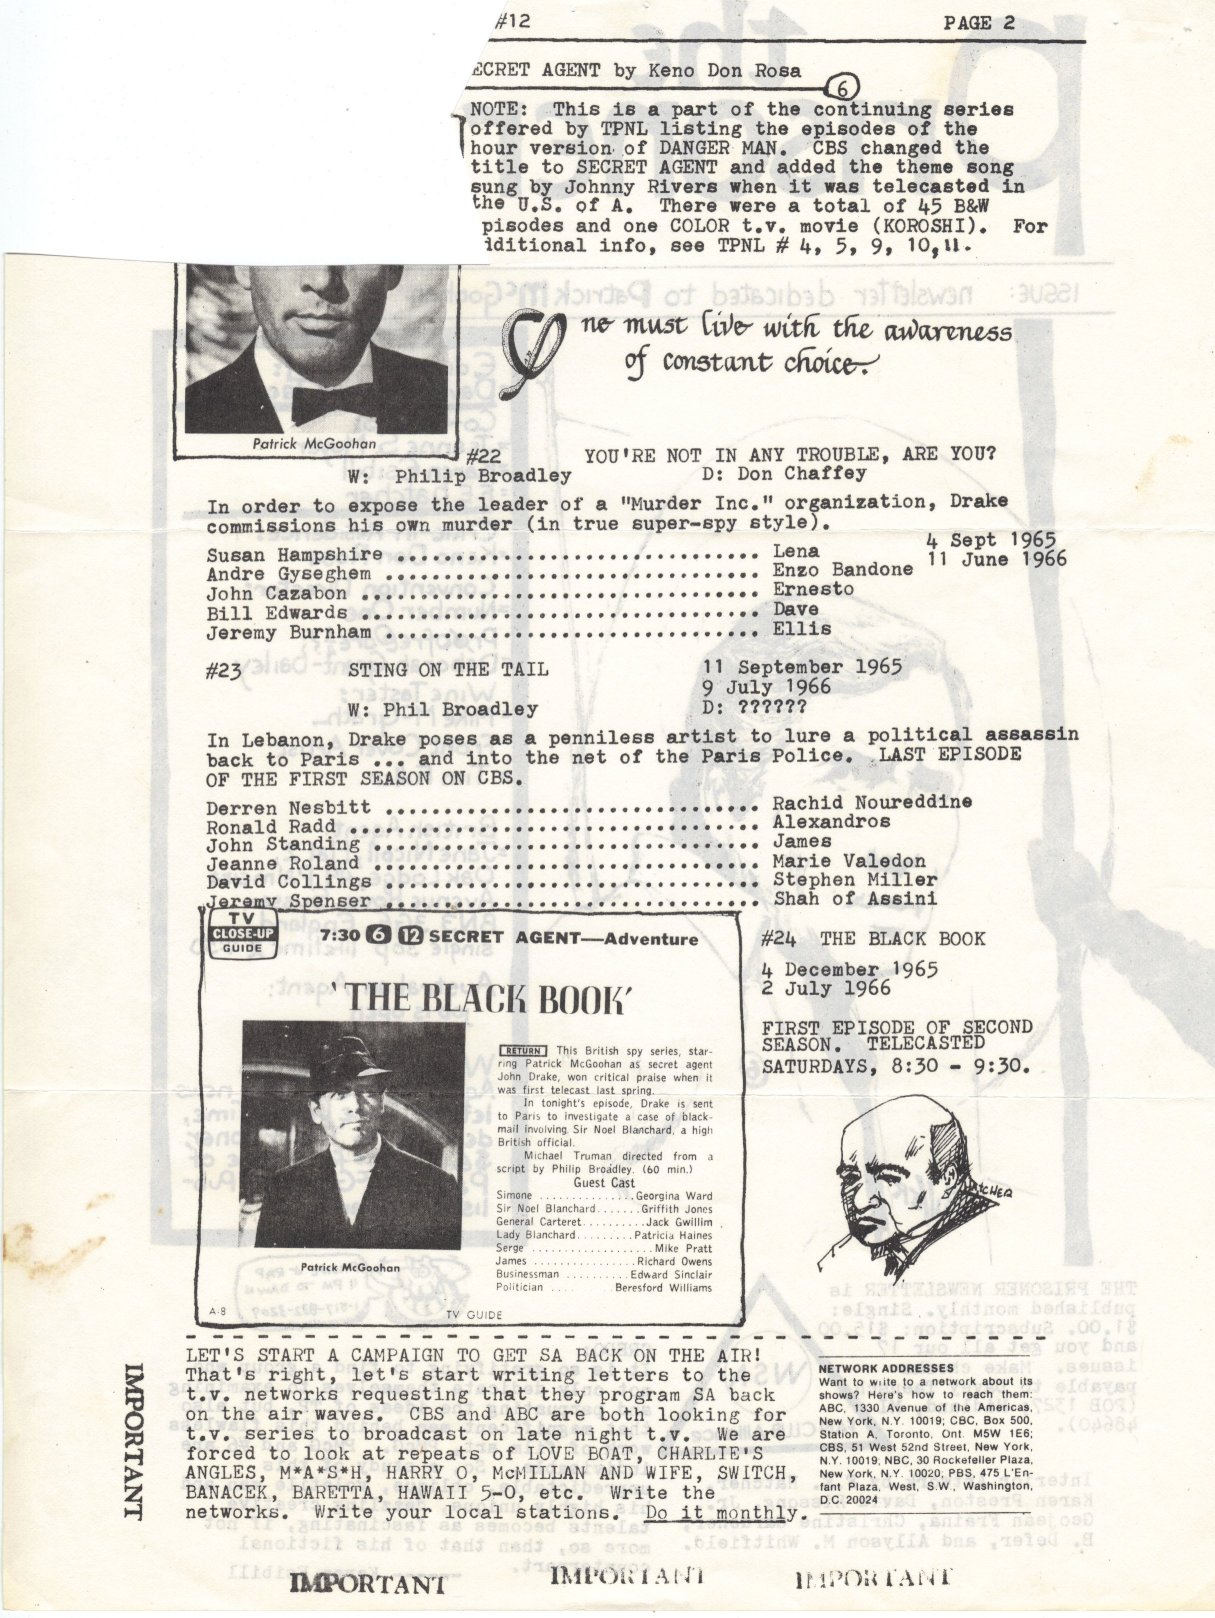 #12 PAGE 2
ECRET AGENT by Keno Don Rosa
6
NOTE: This is a part of the continuing series
offered by TPNL listing the episodes of the
hour version of DANGER MAN. CBS changed the
title to SECRET AGENT and added the theme song
sung by Johnny Rivers when it was telecasted in
the U.S. of A. There were a total of 45 B&W
pisodes and one COLOR t.v. movie (KOROSHI). For
ditional info, see TPNL # 4, 5, 9, 10, 11.
One must live with the awareness
of constant choice.
Patrick McGoohan
#22 YOU'RE NOT IN ANY TROUBLE, ARE YOU?
W: Philip Broadley D: Don Chaffey
In order to expose the leader of a "Murder Inc." organization, Drake
commissions his own murder (in true super-spy style).
4 Sept 1965
11 June 1966
Susan Hampshire ............................... Lena
Andre Gyseghem ................................ Enzo Bandone
John Cazabon .................................. Ernesto
Bill Edwards .................................. Dave
Jeremy Burnham ................................ Ellis
#23 STING ON THE TAIL 11 September 1965
9 July 1966
W: Phil Broadley D: ??????
In Lebanon, Drake poses as a penniless artist to lure a political assassin
back to Paris ... and into the net of the Paris Police. LAST EPISODE
OF THE FIRST SEASON ON CBS.
Derren Nesbitt ................................ Rachid Noureddine
Ronald Radd ................................... Alexandros
John Standing ................................. James
Jeanne Roland ................................. Marie Valedon
David Collings ................................ Stephen Miller
Jeremy Spenser ................................ Shah of Assini
TV
CLOSE-UP
GUIDE
7:30 6 12 SECRET AGENT—Adventure
'THE BLACK BOOK'
RETURN This British spy series, star-
ring Patrick McGoohan as secret agent
John Drake, won critical praise when it
was first telecast last spring.
In tonight's episode, Drake is sent
to Paris to investigate a case of black-
mail involving Sir Noel Blanchard, a high
British official.
Michael Truman directed from a
script by Philip Broadley. (60 min.)
Guest Cast
Simone ...............Georgina Ward
Sir Noel Blanchard.......Griffith Jones
General Carteret..........Jack Gwillim
Lady Blanchard.........Patricia Haines
Serge ...................Mike Pratt
James .................Richard Owens
Businessman ..........Edward Sinclair
Politician .... Beresford Williams
Patrick McGoohan
A-8 TV GUIDE
#24 THE BLACK BOOK
4 December 1965
2 July 1966
FIRST EPISODE OF SECOND
SEASON. TELECASTED
SATURDAYS, 8:30 - 9:30.
LET'S START A CAMPAIGN TO GET SA BACK ON THE AIR!
That's right, let's start writing letters to the
t.v. networks requesting that they program SA back
on the air waves. CBS and ABC are both looking for
t.v. series to broadcast on late night t.v. We are
forced to look at repeats of LOVE BOAT, CHARLIE'S
ANGLES, M*A*S*H, HARRY O, McMILLAN AND WIFE, SWITCH,
BANACEK, BARETTA, HAWAII 5-O, etc. Write the
networks. Write your local stations. Do it monthly.
NETWORK ADDRESSES
Want to write to a network about its
shows? Here's how to reach them:
ABC, 1330 Avenue of the Americas,
New York, N.Y. 10019; CBC, Box 500,
Station A, Toronto, Ont. M5W 1E6;
CBS, 51 West 52nd Street, New York,
N.Y. 10019; NBC, 30 Rockefeller Plaza,
New York, N.Y. 10020; PBS, 475 L'En-
fant Plaza, West, S.W., Washington,
D.C. 20024
IMPORTANT
IMPORTANT IMPORTANT IMPORTANT